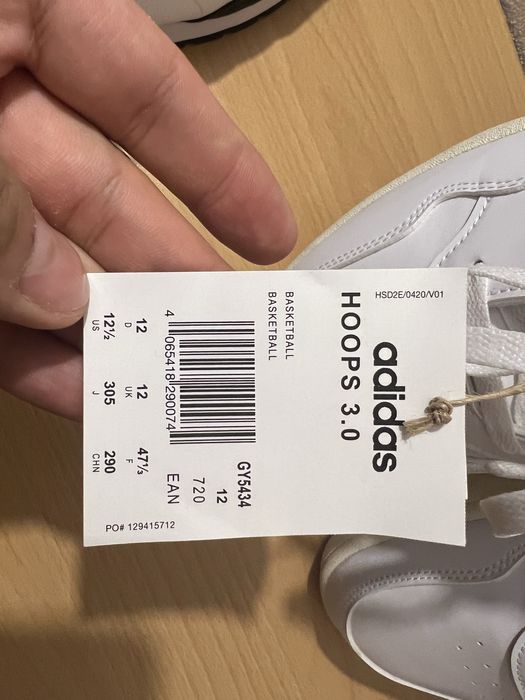 HSD2E/0420/V01
adidas
HOOPS 3.0
BASKETBALL
BASKETBALL
GY5434
12
720
EAN
4 065418 290074
12 12 47⅓
D UK F
12½ 305 290
US J CHN
PO# 129415712